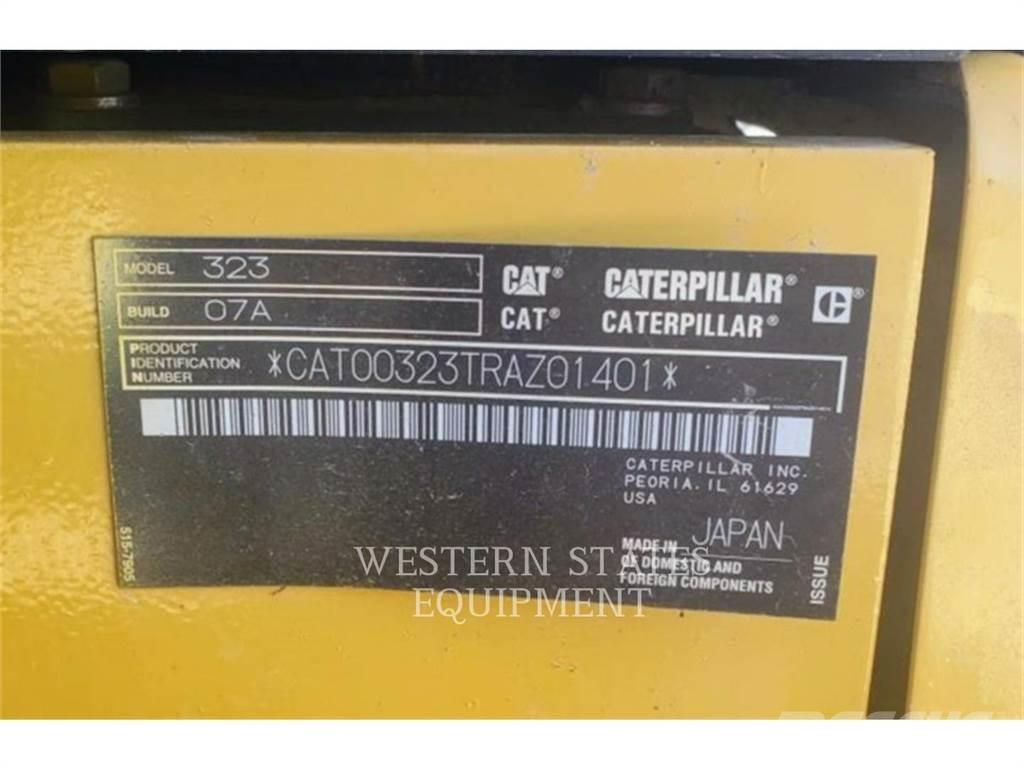 MODEL 323
BUILD 07A
CAT® CATERPILLAR®
CAT® CATERPILLAR®
C®
PRODUCT
IDENTIFICATION
NUMBER
*CAT00323TRAZ01401*
CATERPILLAR INC.
PEORIA, IL 61629
USA
MADE IN JAPAN
OF DOMESTIC AND
FOREIGN COMPONENTS
ISSUE
515-7905
WESTERN STATES
EQUIPMENT